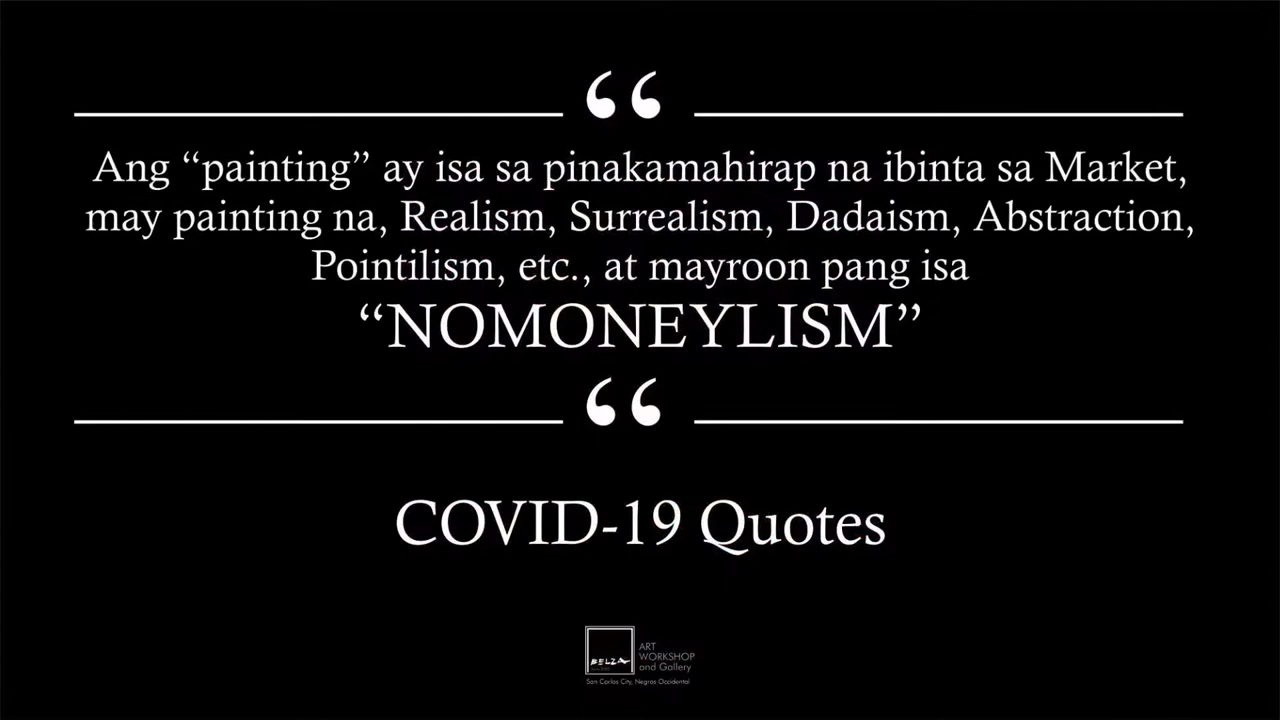 “
Ang “painting” ay isa sa pinakamahirap na ibinta sa Market,
may painting na, Realism, Surrealism, Dadaism, Abstraction,
Pointilism, etc., at mayroon pang isa
“NOMONEYLISM”
“
COVID-19 Quotes
BELZA
ART
WORKSHOP
and Gallery
San Carlos City, Negros Occidental